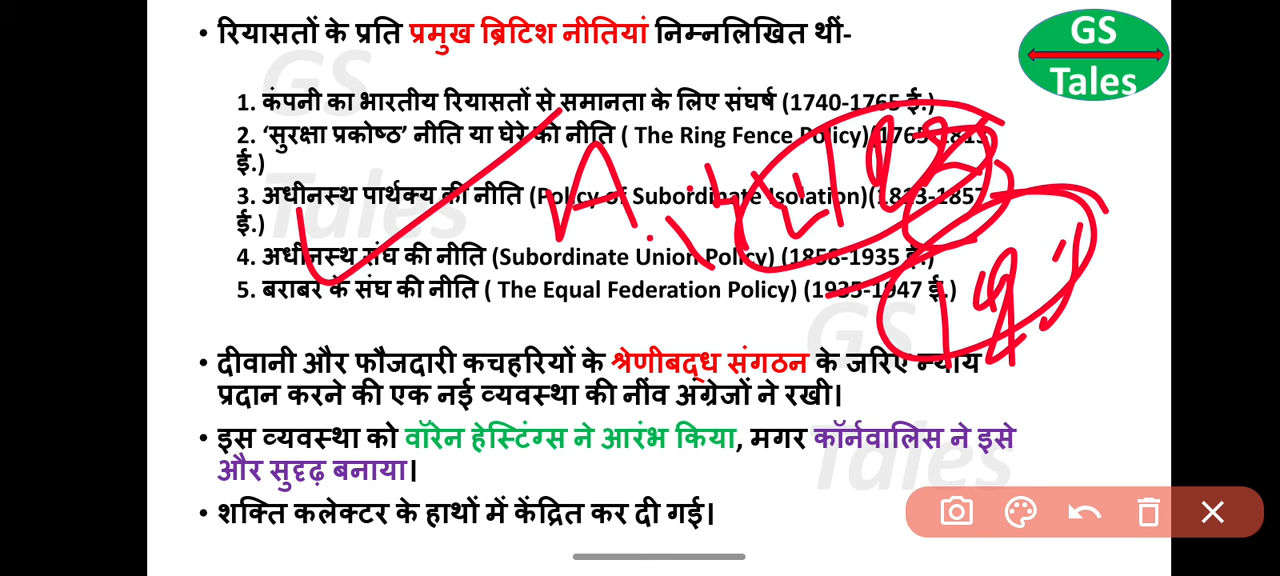 • रियासतों के प्रति प्रमुख ब्रिटिश नीतियां निम्नलिखित थीं-
GS
Tales
1. कंपनी का भारतीय रियासतों से समानता के लिए संघर्ष (1740-1765 ई.)
2. ‘सुरक्षा प्रकोष्ठ’ नीति या घेरे की नीति ( The Ring Fence Policy)(1765-1813
ई.)
3. अधीनस्थ पार्थक्य की नीति (Policy of Subordinate Isolation)(1813-1857
ई.)
4. अधीनस्थ संघ की नीति (Subordinate Union Policy) (1858-1935 ई.)
5. बराबर के संघ की नीति ( The Equal Federation Policy) (1935-1947 ई.)
• दीवानी और फौजदारी कचहरियों के श्रेणीबद्ध संगठन के जरिए न्याय
प्रदान करने की एक नई व्यवस्था की नींव अंग्रेजों ने रखी।
• इस व्यवस्था को वॉरेन हेस्टिंग्स ने आरंभ किया, मगर कॉर्नवालिस ने इसे
और सुदृढ़ बनाया।
• शक्ति कलेक्टर के हाथों में केंद्रित कर दी गई।
GS
Tales
GS
Tales